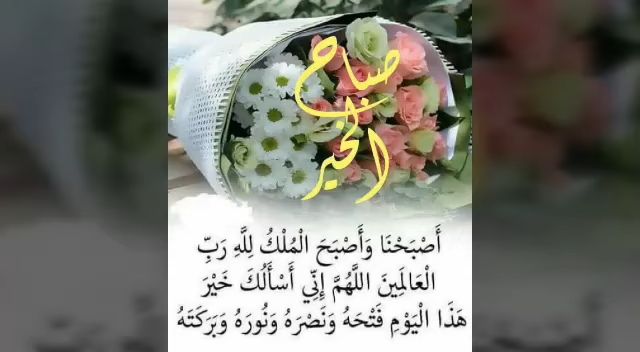 صباح
الخير
أَصْبَحْنَا وَأَصْبَحَ الْمُلْكُ لِلَّهِ رَبِّ
الْعَالَمِينَ اللَّهُمَّ إِنِّي أَسْأَلُكَ خَيْرَ
هَذَا الْيَوْمِ فَتْحَهُ وَنَصْرَهُ وَنُورَهُ وَبَرَكَتَهُ